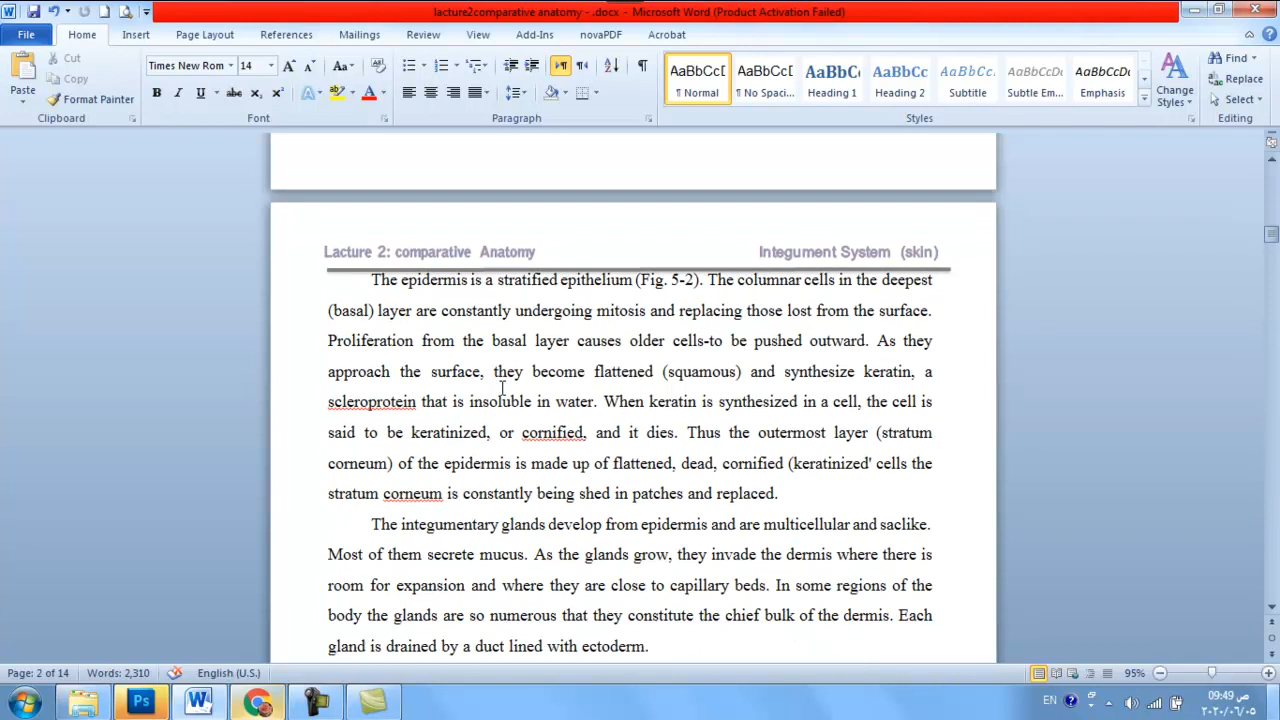 lecture2comparative anatomy - .docx - Microsoft Word (Product Activation Failed)
File Home Insert Page Layout References Mailings Review View Add-Ins novaPDF Acrobat
Cut
Copy
Format Painter
Paste
Clipboard
Times New Rom 14
Font
Paragraph
AaBbCcD AaBbCcD AaBbCc AaBbCc AaBbCc. AaBbCcDc AaBbCcDc
¶ Normal ¶ No Spaci... Heading 1 Heading 2 Subtitle Subtle Em... Emphasis
Change Styles
Styles
Find
Replace
Select
Editing
Lecture 2: comparative Anatomy Integument System (skin)
The epidermis is a stratified epithelium (Fig. 5-2). The columnar cells in the deepest
(basal) layer are constantly undergoing mitosis and replacing those lost from the surface.
Proliferation from the basal layer causes older cells-to be pushed outward. As they
approach the surface, they become flattened (squamous) and synthesize keratin, a
scleroprotein that is insoluble in water. When keratin is synthesized in a cell, the cell is
said to be keratinized, or cornified, and it dies. Thus the outermost layer (stratum
corneum) of the epidermis is made up of flattened, dead, cornified (keratinized' cells the
stratum corneum is constantly being shed in patches and replaced.
The integumentary glands develop from epidermis and are multicellular and saclike.
Most of them secrete mucus. As the glands grow, they invade the dermis where there is
room for expansion and where they are close to capillary beds. In some regions of the
body the glands are so numerous that they constitute the chief bulk of the dermis. Each
gland is drained by a duct lined with ectoderm.
Page: 2 of 14 Words: 2,310 English (U.S.) 95%
EN 09:49 ص
٢٠٢٠/٠٦/٠٥